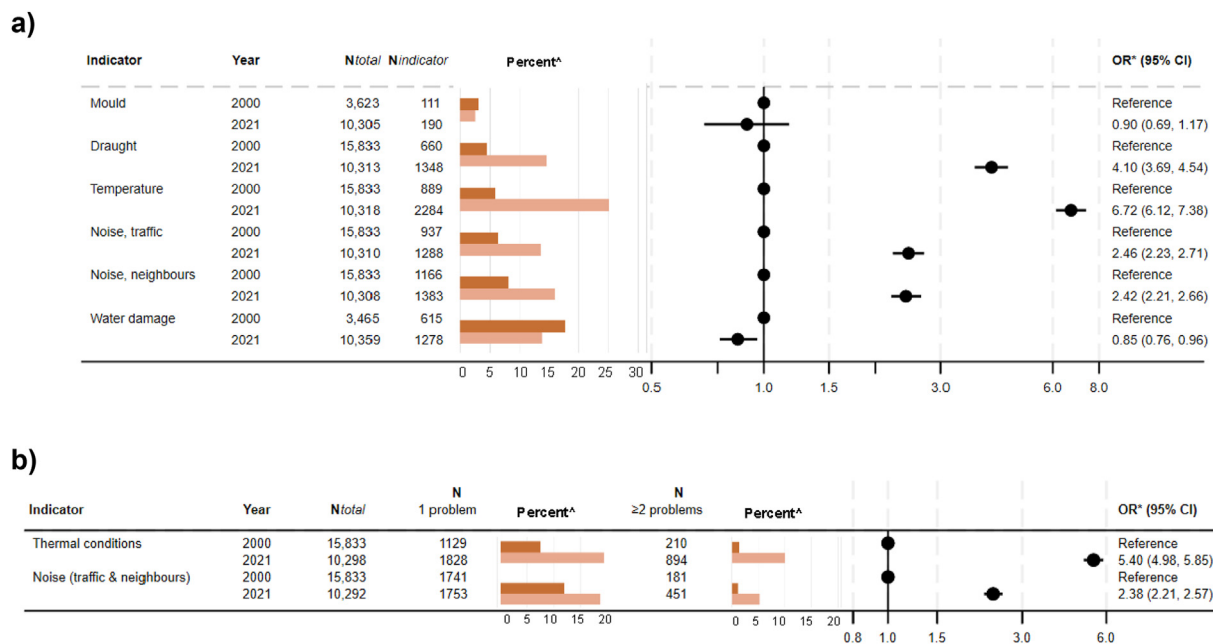 a)
Indicator Year Ntotal Nindicator Percent^ OR* (95% CI)
Mould 2000 3,623 111 Reference
2021 10,305 190 0.90 (0.69, 1.17)
Draught 2000 15,833 660 Reference
2021 10,313 1348 4.10 (3.69, 4.54)
Temperature 2000 15,833 889 Reference
2021 10,318 2284 6.72 (6.12, 7.38)
Noise, traffic 2000 15,833 937 Reference
2021 10,310 1288 2.46 (2.23, 2.71)
Noise, neighbours 2000 15,833 1166 Reference
2021 10,308 1383 2.42 (2.21, 2.66)
Water damage 2000 3,465 615 Reference
2021 10,359 1278 0.85 (0.76, 0.96)
0 5 10 15 20 25 30 0.5 1.0 1.5 3.0 6.0 8.0
b)
N N
Indicator Year Ntotal 1 problem Percent^ ≥2 problems Percent^ OR* (95% CI)
Thermal conditions 2000 15,833 1129 210 Reference
2021 10,298 1828 894 5.40 (4.98, 5.85)
Noise (traffic & neighbours) 2000 15,833 1741 181 Reference
2021 10,292 1753 451 2.38 (2.21, 2.57)
0 5 10 15 20 0 5 10 15 20 0.8 1.0 1.5 3.0 6.0